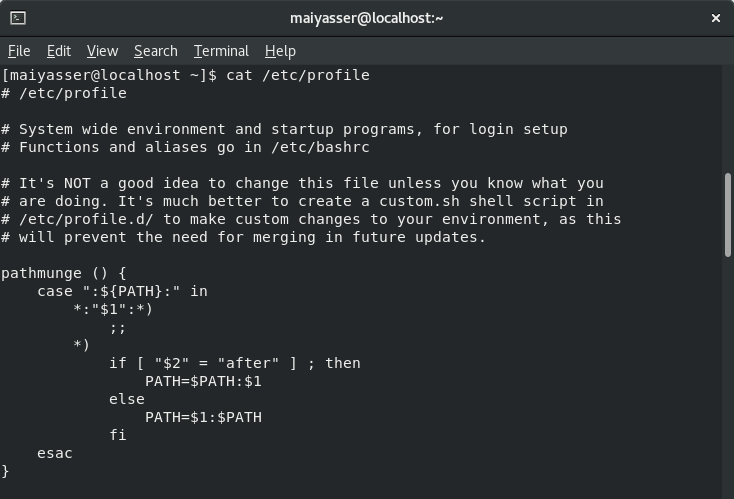 maiyasser@localhost:~
File Edit View Search Terminal Help
[maiyasser@localhost ~]$ cat /etc/profile
# /etc/profile

# System wide environment and startup programs, for login setup
# Functions and aliases go in /etc/bashrc

# It's NOT a good idea to change this file unless you know what you
# are doing. It's much better to create a custom.sh shell script in
# /etc/profile.d/ to make custom changes to your environment, as this
# will prevent the need for merging in future updates.

pathmunge () {
    case ":${PATH}:" in
        *:"$1":*)
            ;;
        *)
            if [ "$2" = "after" ] ; then
                PATH=$PATH:$1
            else
                PATH=$1:$PATH
            fi
    esac
}